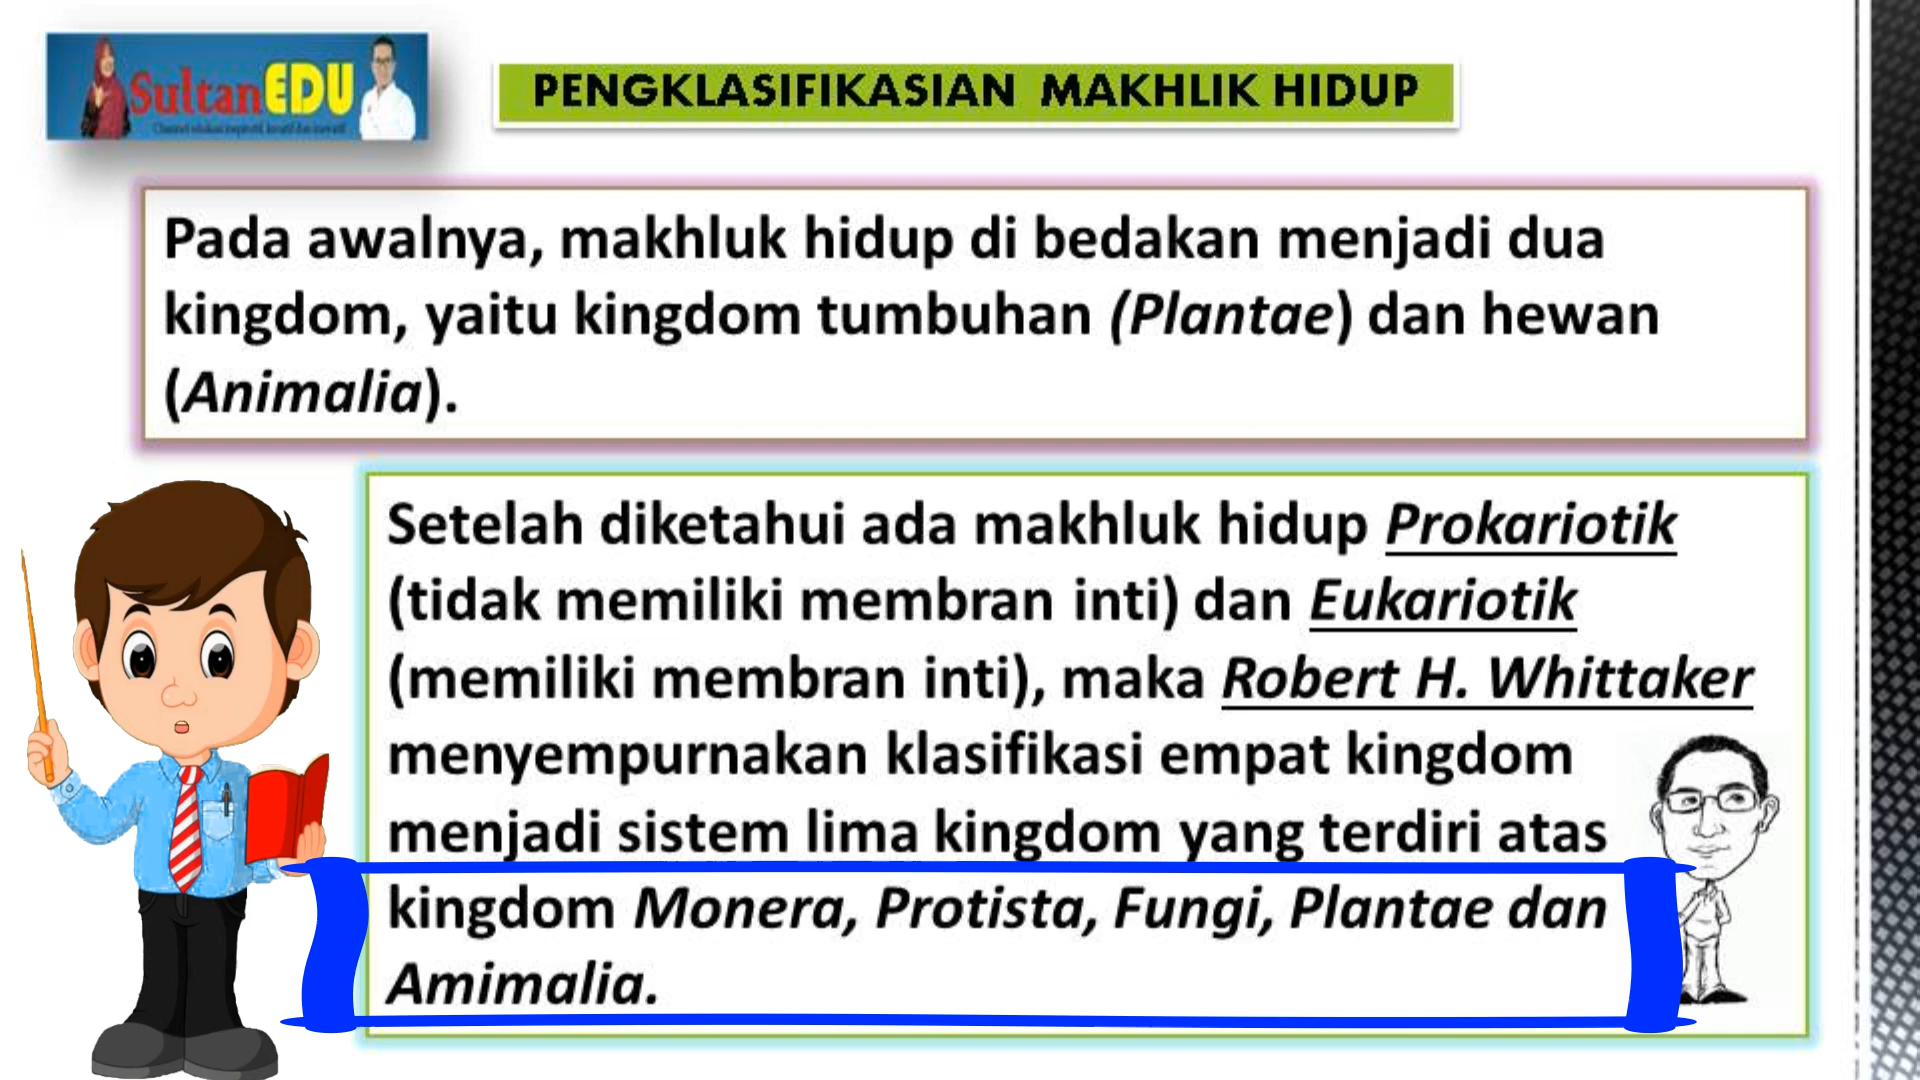 SultanEDU
PENGKLASIFIKASIAN MAKHLIK HIDUP
Pada awalnya, makhluk hidup di bedakan menjadi dua
kingdom, yaitu kingdom tumbuhan (Plantae) dan hewan
(Animalia).
Setelah diketahui ada makhluk hidup Prokariotik
(tidak memiliki membran inti) dan Eukariotik
(memiliki membran inti), maka Robert H. Whittaker
menyempurnakan klasifikasi empat kingdom
menjadi sistem lima kingdom yang terdiri atas
kingdom Monera, Protista, Fungi, Plantae dan
Amimalia.